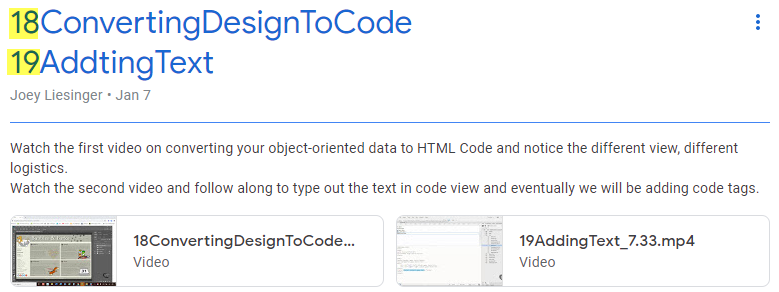 18ConvertingDesignToCode
19AddtingText
Joey Liesinger • Jan 7
Watch the first video on converting your object-oriented data to HTML Code and notice the different view, different
logistics.
Watch the second video and follow along to type out the text in code view and eventually we will be adding code tags.
18ConvertingDesignToCode...
Video
19AddingText_7.33.mp4
Video